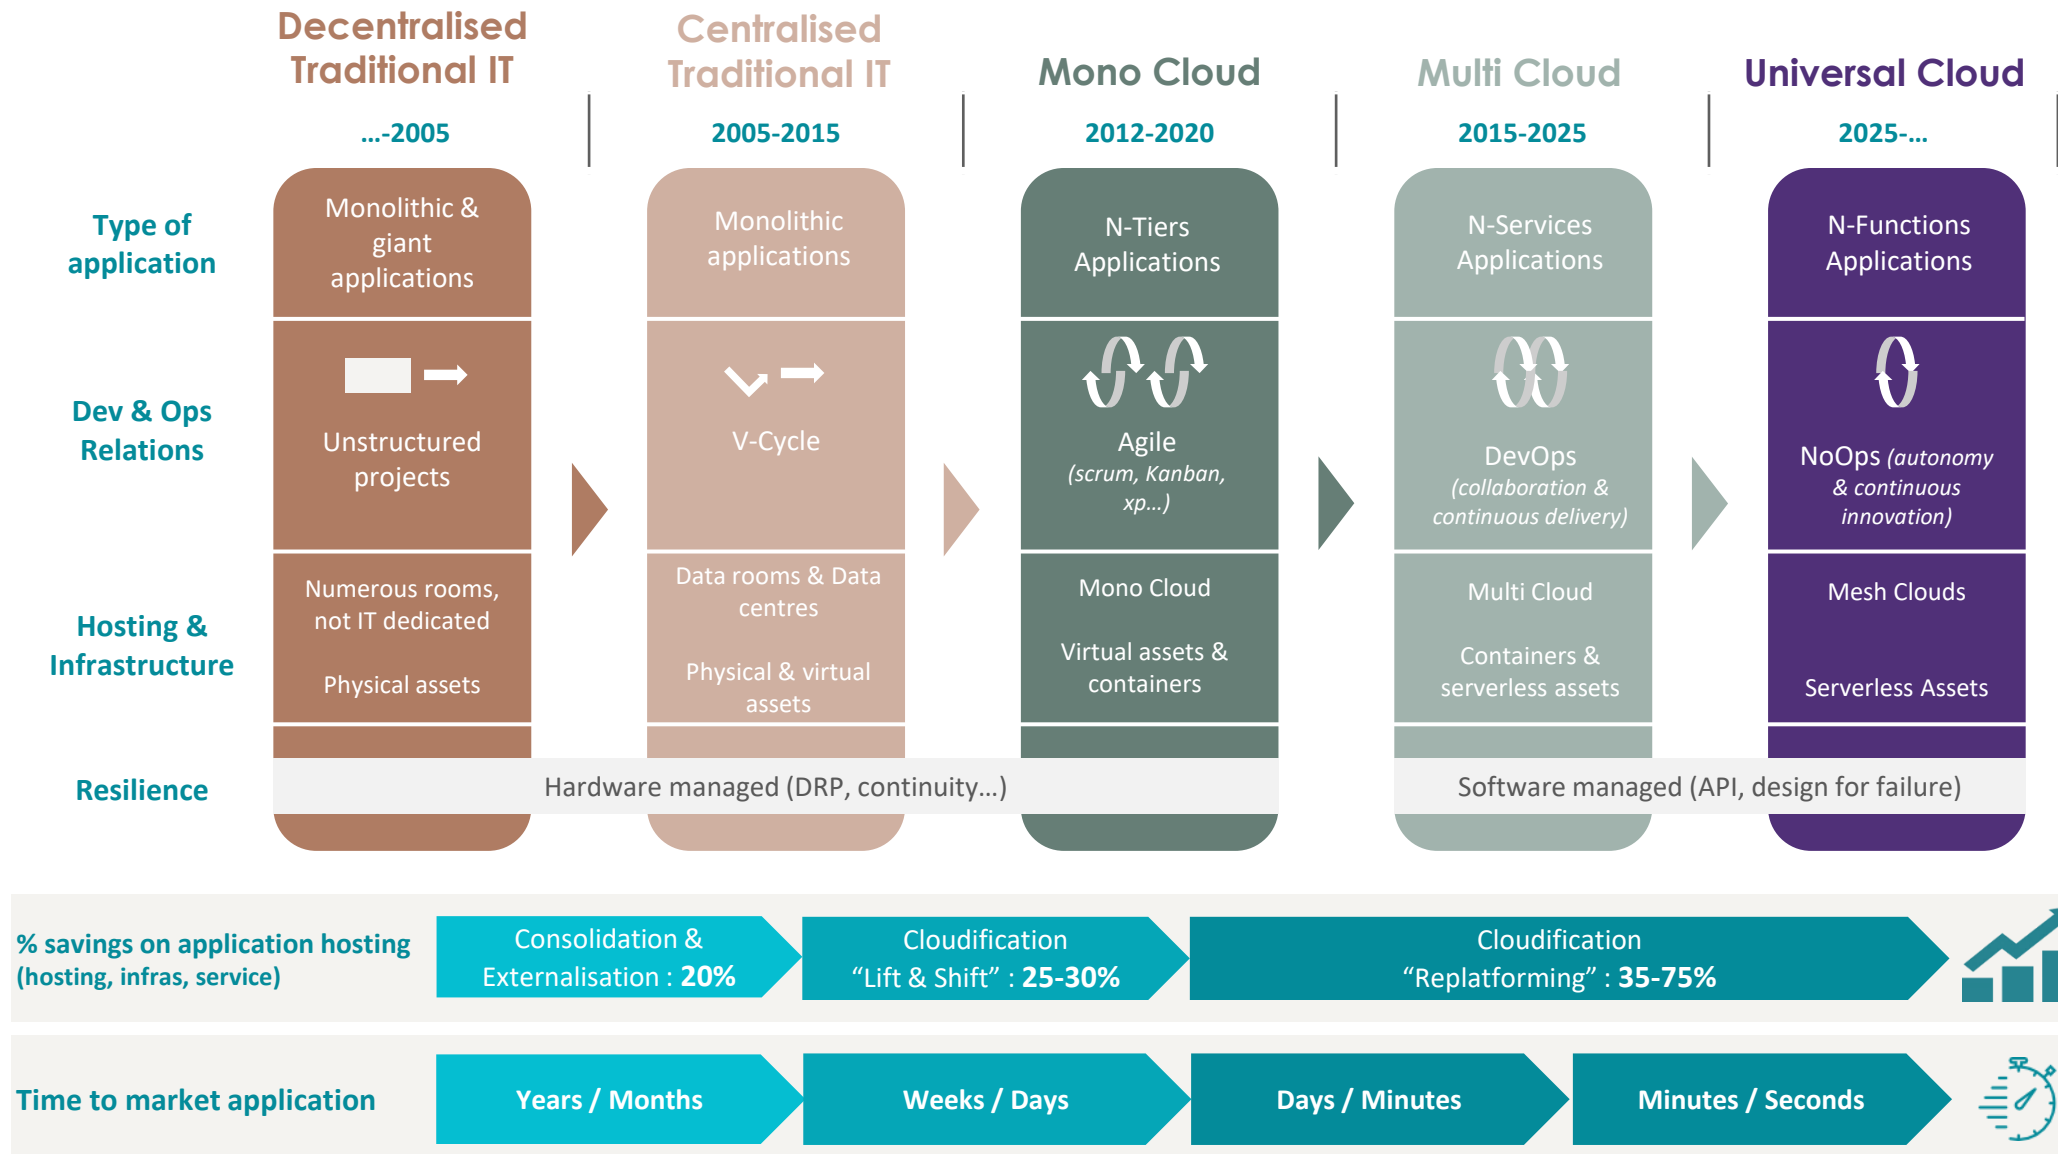 Decentralised
Traditional IT
Centralised
Traditional IT
Mono Cloud
Multi Cloud
Universal Cloud
...-2005
2005-2015
2012-2020
2015-2025
2025-...
Type of
application
Monolithic &
giant
applications
Monolithic
applications
N-Tiers
Applications
N-Services
Applications
N-Functions
Applications
Dev & Ops
Relations
Unstructured
projects
V-Cycle
Agile
(scrum, Kanban,
xp...)
DevOps
(collaboration &
continuous delivery)
NoOps (autonomy
& continuous
innovation)
Hosting &
Infrastructure
Numerous rooms,
not IT dedicated
Physical assets
Data rooms & Data
centres
Physical & virtual
assets
Mono Cloud
Virtual assets &
containers
Multi Cloud
Containers &
serverless assets
Mesh Clouds
Serverless Assets
Resilience
Hardware managed (DRP, continuity...)
Software managed (API, design for failure)
% savings on application hosting
(hosting, infras, service)
Consolidation &
Externalisation : 20%
Cloudification
“Lift & Shift” : 25-30%
Cloudification
“Replatforming” : 35-75%
Time to market application
Years / Months
Weeks / Days
Days / Minutes
Minutes / Seconds